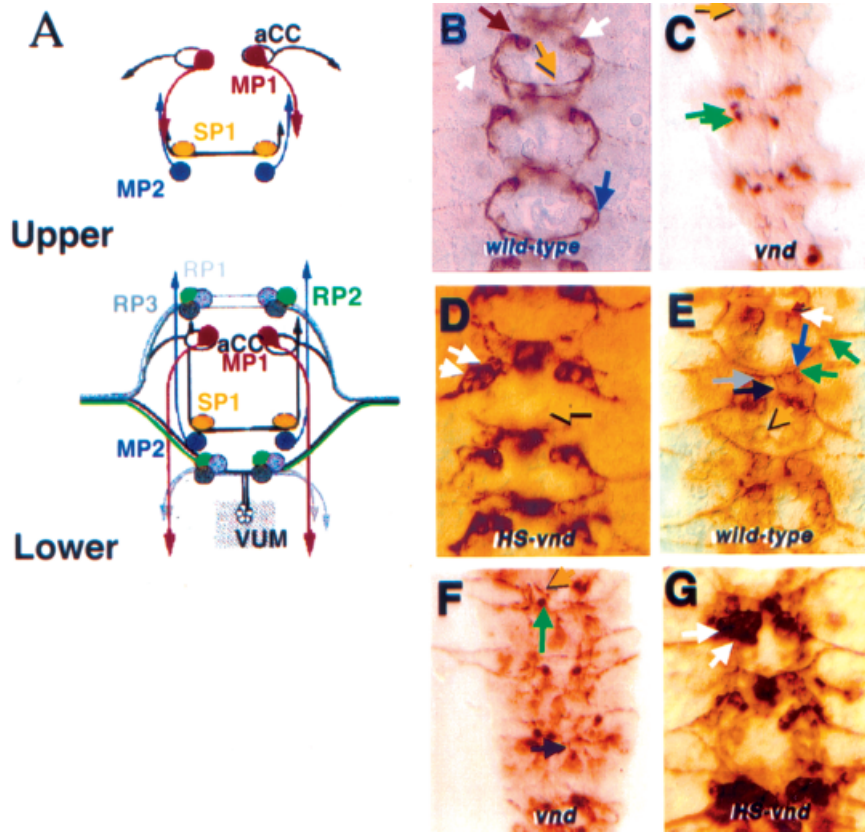 A
aCC
MP1
SP1
MP2
Upper
RP1
RP3
RP2
aCC
MP1
SP1
MP2
VUM
Lower
B
wild-type
C
vnd
D
HS-vnd
E
wild-type
F
vnd
G
HS-vnd